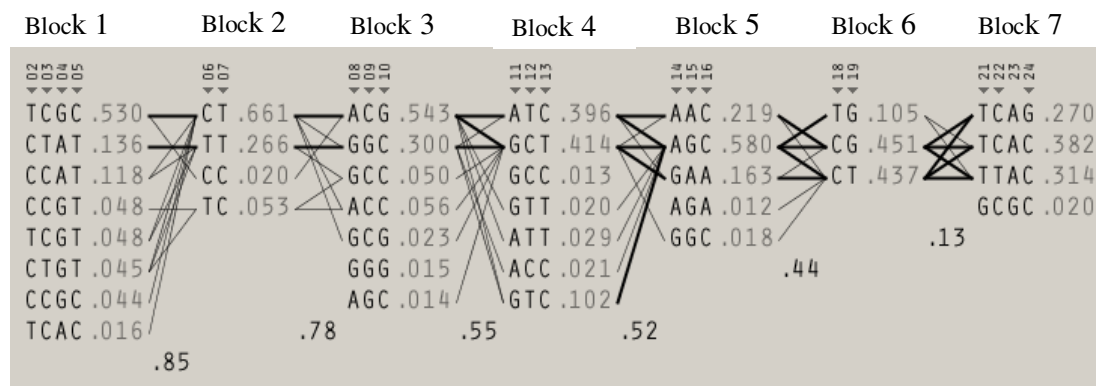 Block 1 Block 2 Block 3 Block 4 Block 5 Block 6 Block 7
02 03 04 05 06 07 08 09 10 11 12 13 14 15 16 18 19 21 22 23 24
TCGC .530 CT .661 ACG .543 ATC .396 AAC .219 TG .105 TCAG .270
CTAT .136 TT .266 GGC .300 GCT .414 AGC .580 CG .451 TCAC .382
CCAT .118 CC .020 GCC .050 GCC .013 GAA .163 CT .437 TTAC .314
CCGT .048 TC .053 ACC .056 GTT .020 AGA .012 GCGC .020
TCGT .048 GCG .023 ATT .029 GGC .018 .13
CTGT .045 GGG .015 ACC .021 .44
CCGC .044 AGC .014 GTC .102
TCAC .016 .78 .55 .52
.85